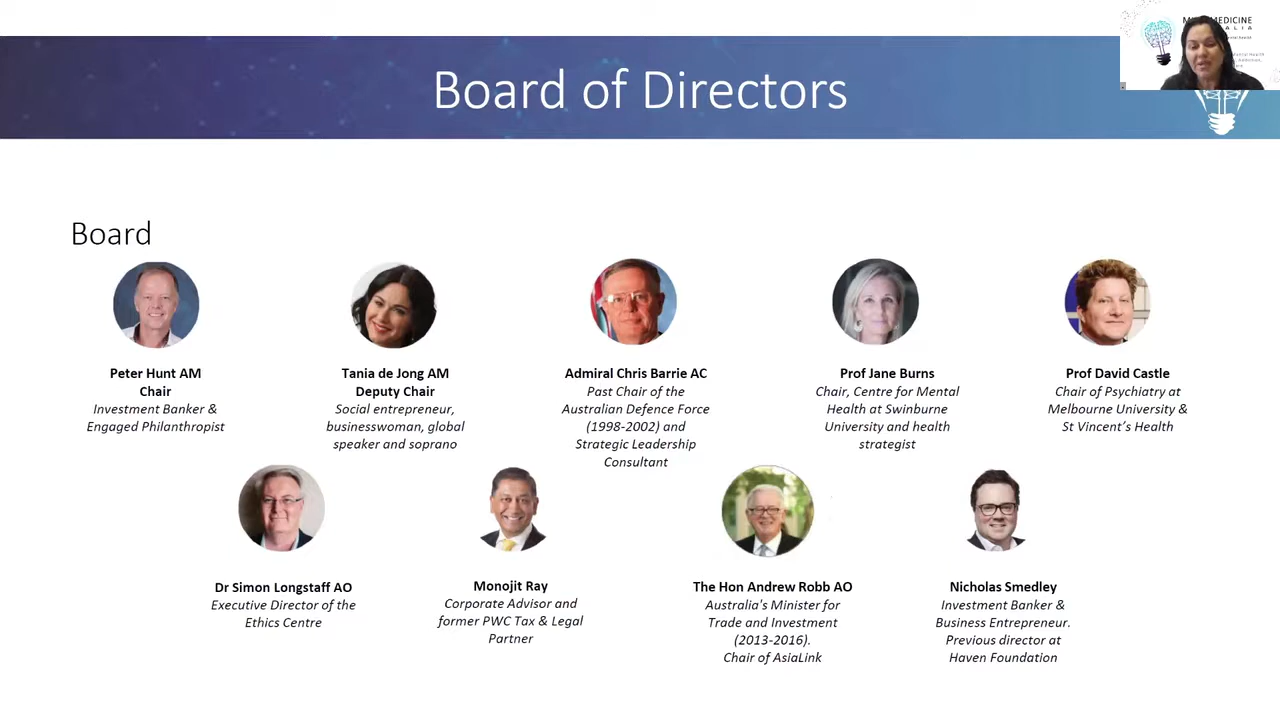 Board of Directors
MEDICINE
Board
Peter Hunt AM
Chair
Investment Banker &
Engaged Philanthropist
Tania de Jong AM
Deputy Chair
Social entrepreneur,
businesswoman, global
speaker and soprano
Admiral Chris Barrie AC
Past Chair of the
Australian Defence Force
(1998-2002) and
Strategic Leadership
Consultant
Prof Jane Burns
Chair, Centre for Mental
Health at Swinburne
University and health
strategist
Prof David Castle
Chair of Psychiatry at
Melbourne University &
St Vincent’s Health
Dr Simon Longstaff AO
Executive Director of the
Ethics Centre
Monojit Ray
Corporate Advisor and
former PWC Tax & Legal
Partner
The Hon Andrew Robb AO
Australia's Minister for
Trade and Investment
(2013-2016).
Chair of AsiaLink
Nicholas Smedley
Investment Banker &
Business Entrepreneur.
Previous director at
Haven Foundation